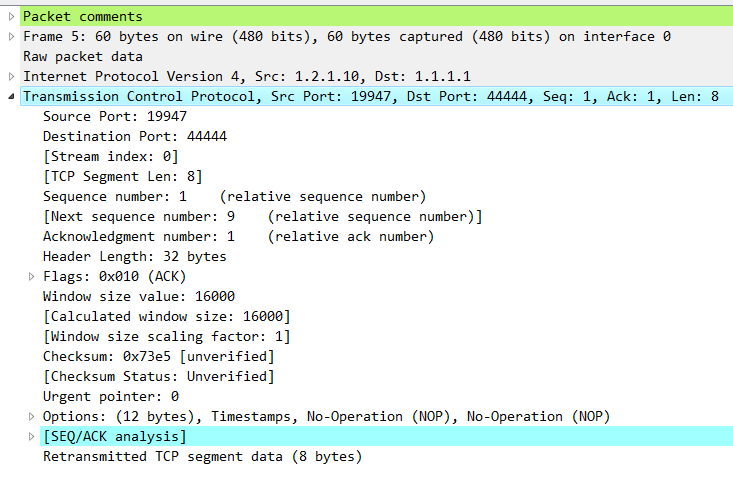 Packet comments
Frame 5: 60 bytes on wire (480 bits), 60 bytes captured (480 bits) on interface 0
Raw packet data
Internet Protocol Version 4, Src: 1.2.1.10, Dst: 1.1.1.1
Transmission Control Protocol, Src Port: 19947, Dst Port: 44444, Seq: 1, Ack: 1, Len: 8
Source Port: 19947
Destination Port: 44444
[Stream index: 0]
[TCP Segment Len: 8]
Sequence number: 1    (relative sequence number)
[Next sequence number: 9    (relative sequence number)]
Acknowledgment number: 1    (relative ack number)
Header Length: 32 bytes
Flags: 0x010 (ACK)
Window size value: 16000
[Calculated window size: 16000]
[Window size scaling factor: 1]
Checksum: 0x73e5 [unverified]
[Checksum Status: Unverified]
Urgent pointer: 0
Options: (12 bytes), Timestamps, No-Operation (NOP), No-Operation (NOP)
[SEQ/ACK analysis]
Retransmitted TCP segment data (8 bytes)